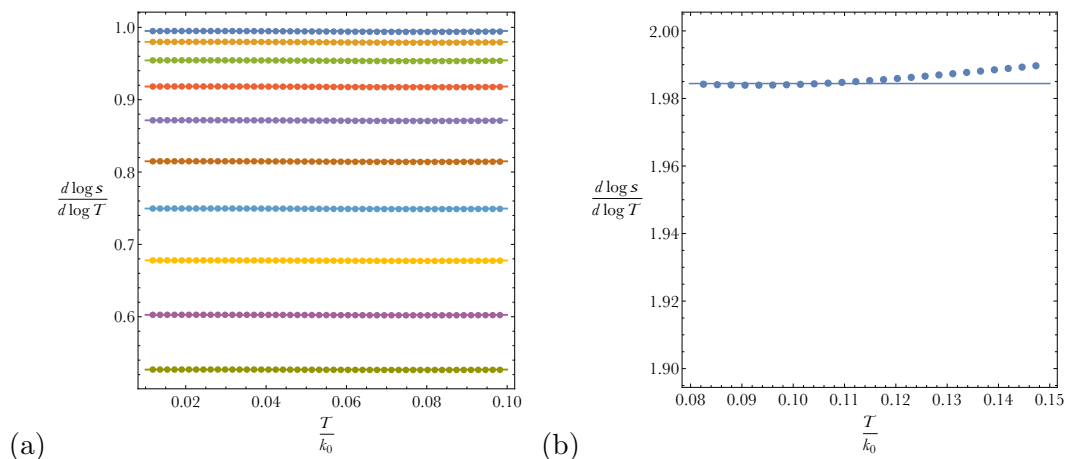 1.0
0.9
0.8
0.7
0.6
d log s
d log T
0.02 0.04 0.06 0.08 0.10
T
k₀
(a)
2.00
1.98
1.96
1.94
1.92
1.90
d log s
d log T
0.08 0.09 0.10 0.11 0.12 0.13 0.14 0.15
T
k₀
(b)